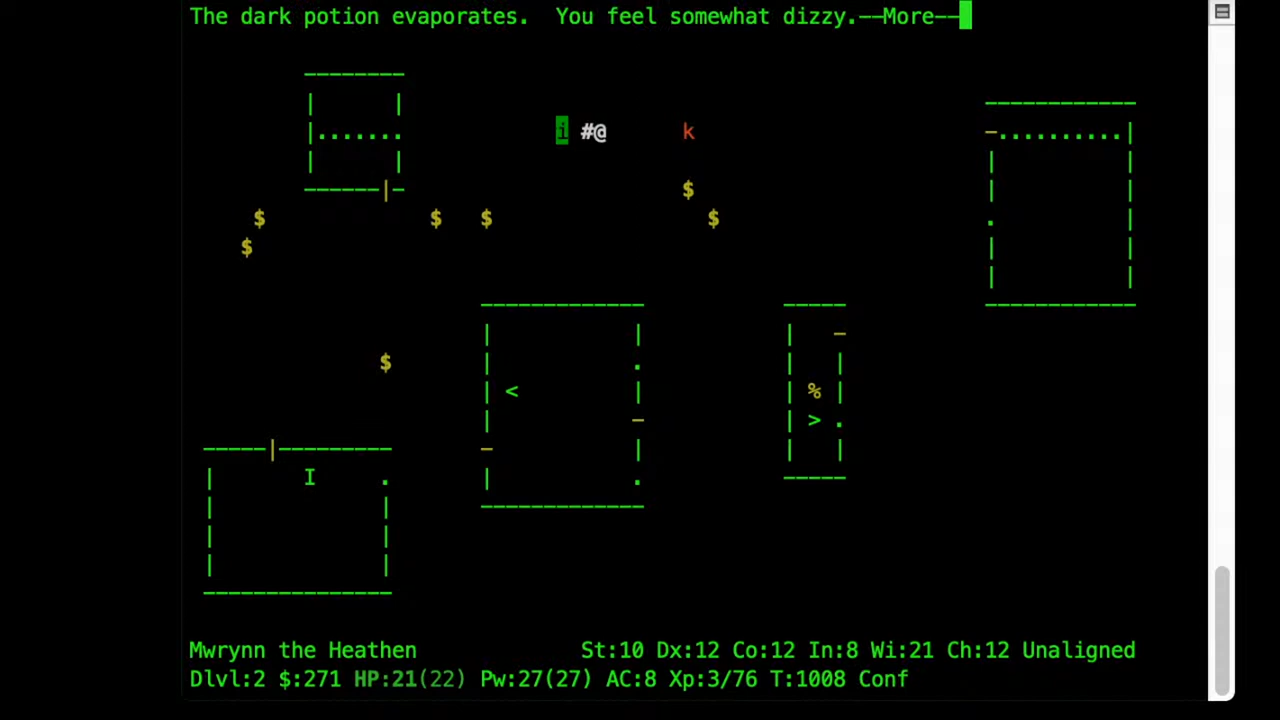 The dark potion evaporates.  You feel somewhat dizzy.--More--
--------
|      |
|.......          i #@      k          -..........|
|      |
------|-
$ $ $ $ $
$
------------- -----
| | | -
$ | . | |
| < | | % |
| - | > .
-----|--------- - | | |
| I . | . -----
| | -------------
| |
| |
---------------
Mwrynn the Heathen St:10 Dx:12 Co:12 In:8 Wi:21 Ch:12 Unaligned
Dlvl:2 $:271 HP:21(22) Pw:27(27) AC:8 Xp:3/76 T:1008 Conf